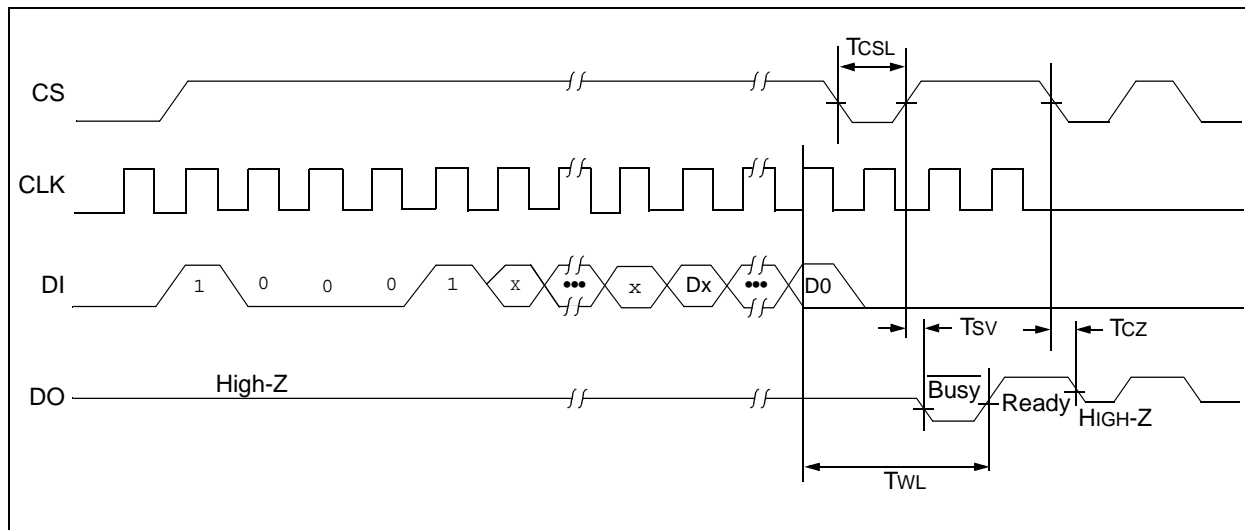 TCSL
CS
CLK
DI 1 0 0 0 1 x ••• x Dx ••• D0
TSV TCZ
High-Z Busy
DO Ready HIGH-Z
TWL